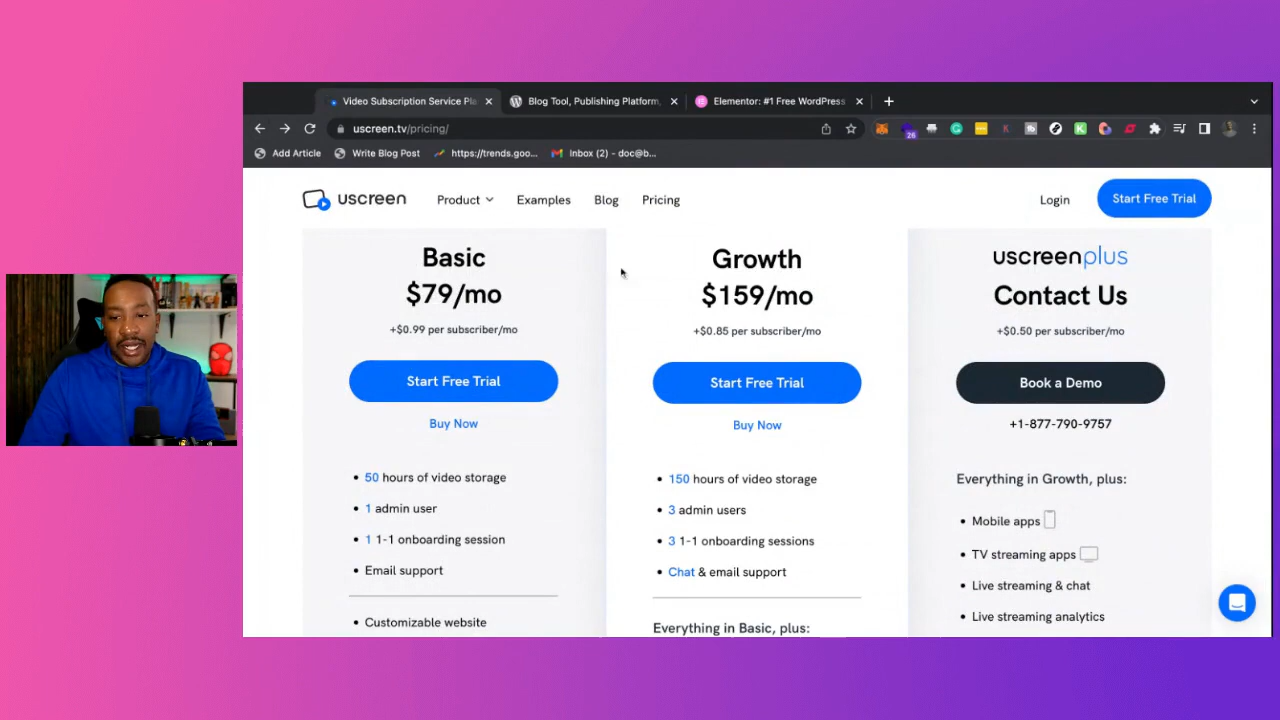 Video Subscription Service Pla
Blog Tool, Publishing Platform,
Elementor: #1 Free WordPress
uscreen.tv/pricing/
26
Add Article
Write Blog Post
https://trends.goo...
Inbox (2) - doc@b...
uscreen
Product
Examples
Blog
Pricing
Login
Start Free Trial
Basic
$79/mo
+$0.99 per subscriber/mo
Start Free Trial
Buy Now
• 50 hours of video storage
• 1 admin user
• 1 1-1 onboarding session
• Email support
• Customizable website
Growth
$159/mo
+$0.85 per subscriber/mo
Start Free Trial
Buy Now
• 150 hours of video storage
• 3 admin users
• 3 1-1 onboarding sessions
• Chat & email support
Everything in Basic, plus:
uscreenplus
Contact Us
+$0.50 per subscriber/mo
Book a Demo
+1-877-790-9757
Everything in Growth, plus:
• Mobile apps
• TV streaming apps
• Live streaming & chat
• Live streaming analytics